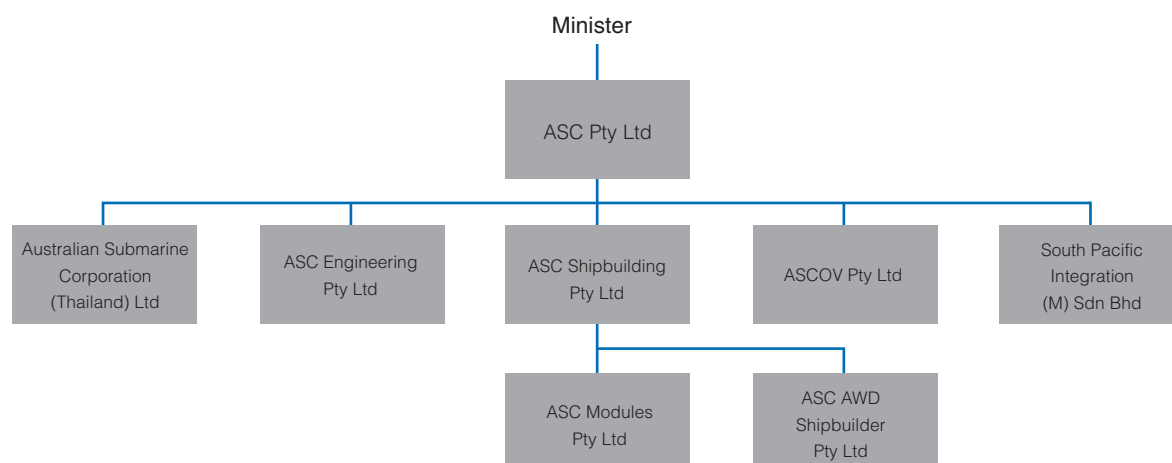 Minister
ASC Pty Ltd
Australian Submarine
Corporation
(Thailand) Ltd
ASC Engineering
Pty Ltd
ASC Shipbuilding
Pty Ltd
ASCOV Pty Ltd
South Pacific
Integration
(M) Sdn Bhd
ASC Modules
Pty Ltd
ASC AWD
Shipbuilder
Pty Ltd